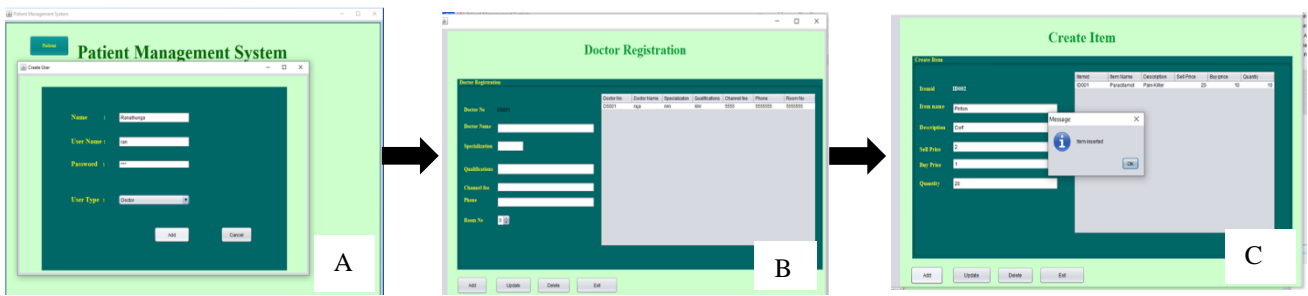 Patient Management System
Patient
Patient Management System
Create User
Name :
Ranathunga
User Name :
ran
Password :
***
User Type :
Doctor
Add
Cancel
A
Doctor Registration
Doctor Registration
Doctor No
DS001
Doctor Name
Specialization
Qualifications
Channel fee
Phone
Room No
0
Doctor No Doctor Name Specialization Qualifications Channel fee Phone Room No
Add
Update
Delete
Exit
B
Create Item
Create Item
Itemid
ID002
Item name
Description
Sell Price
2
Buy Price
1
Quantity
20
Itemid Item Name Description Sell Price Buy price Quantity
ID001 Paradamol Pain Killer 20 10 10
Message
Item inserted
OK
Add
Update
Delete
Exit
C